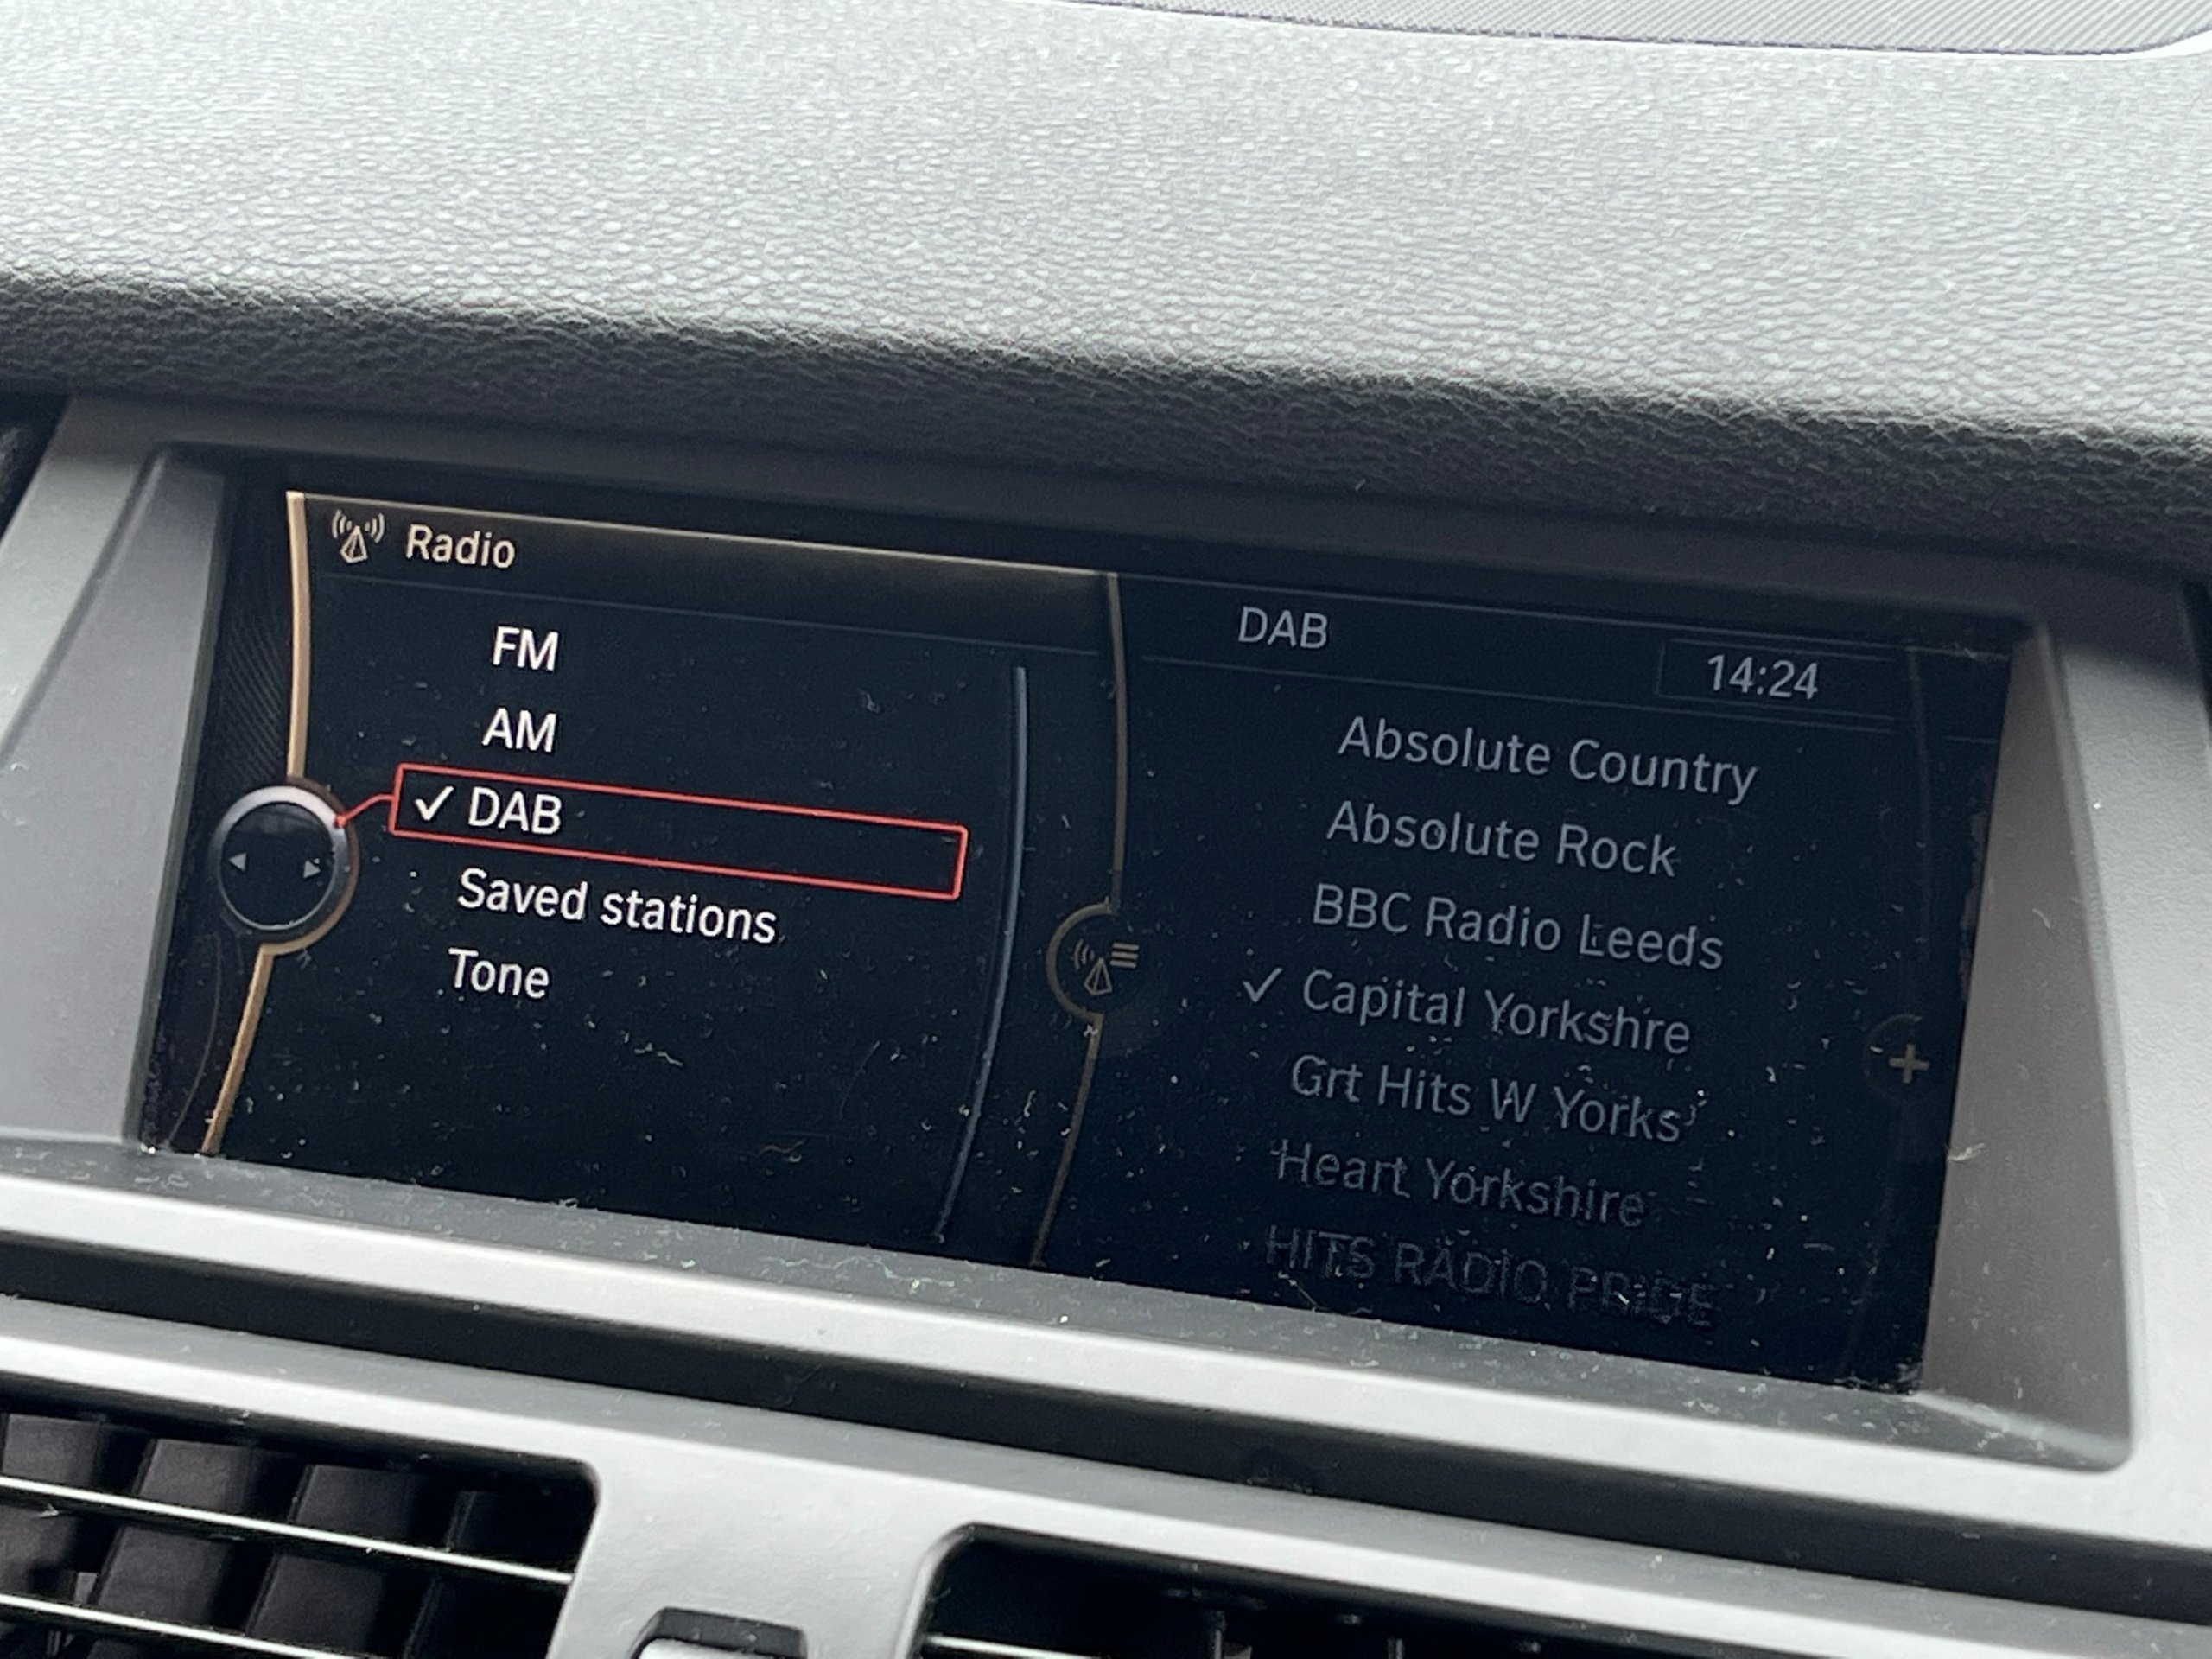 Radio
FM
AM
✓ DAB
Saved stations
Tone
DAB
14:24
Absolute Country
Absolute Rock
BBC Radio Leeds
✓ Capital Yorkshre
Grt Hits W Yorks
Heart Yorkshire
HITS RADIO PRIDE